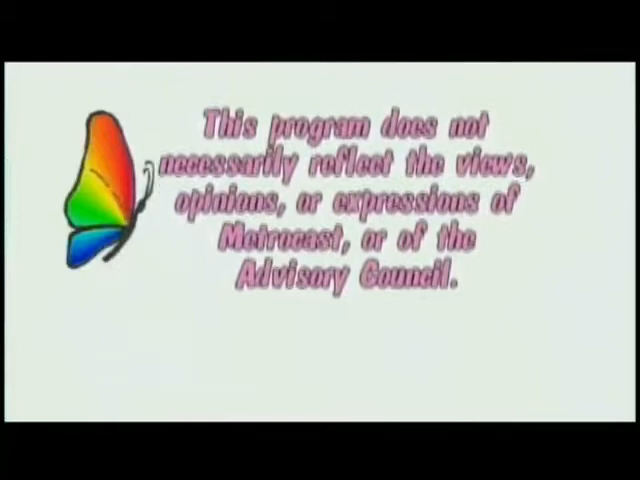 This program does not
necessarily reflect the views,
opinions, or expressions of
Metrocast, or of the
Advisory Council.